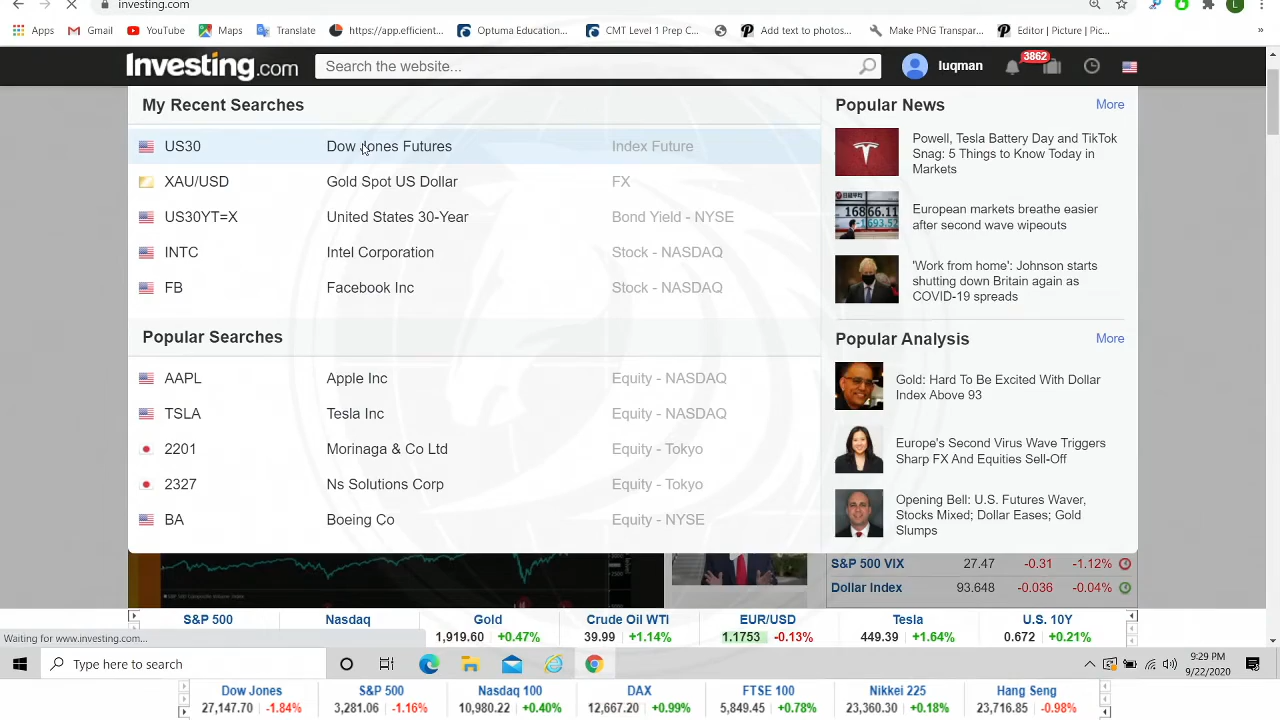 investing.com
Apps
Gmail
YouTube
Maps
Translate
https://app.efficient...
Optuma Education...
CMT Level 1 Prep C...
Add text to photos...
Make PNG Transpar...
Editor | Picture | Pic...
»
L
Investing.com
Search the website...
luqman
3862
My Recent Searches
US30 Dow Jones Futures Index Future
XAU/USD Gold Spot US Dollar FX
US30YT=X United States 30-Year Bond Yield - NYSE
INTC Intel Corporation Stock - NASDAQ
FB Facebook Inc Stock - NASDAQ
Popular Searches
AAPL Apple Inc Equity - NASDAQ
TSLA Tesla Inc Equity - NASDAQ
2201 Morinaga & Co Ltd Equity - Tokyo
2327 Ns Solutions Corp Equity - Tokyo
BA Boeing Co Equity - NYSE
Popular News More
Powell, Tesla Battery Day and TikTok
Snag: 5 Things to Know Today in
Markets
16866.11
European markets breathe easier
after second wave wipeouts
'Work from home': Johnson starts
shutting down Britain again as
COVID-19 spreads
Popular Analysis More
Gold: Hard To Be Excited With Dollar
Index Above 93
Europe's Second Virus Wave Triggers
Sharp FX And Equities Sell-Off
Opening Bell: U.S. Futures Waver,
Stocks Mixed; Dollar Eases; Gold
Slumps
S&P 500 VIX 27.47 -0.31 -1.12%
Dollar Index 93.648 -0.036 -0.04%
S&P 500 Nasdaq Gold Crude Oil WTI EUR/USD Tesla U.S. 10Y
1,919.60 +0.47% 39.99 +1.14% 1.1753 -0.13% 449.39 +1.64% 0.672 +0.21%
Waiting for www.investing.com...
Type here to search
9:29 PM
9/22/2020
Dow Jones S&P 500 Nasdaq 100 DAX FTSE 100 Nikkei 225 Hang Seng
27,147.70 -1.84% 3,281.06 -1.16% 10,980.22 +0.40% 12,667.20 +0.99% 5,849.45 +0.78% 23,360.30 +0.18% 23,716.85 -0.98%